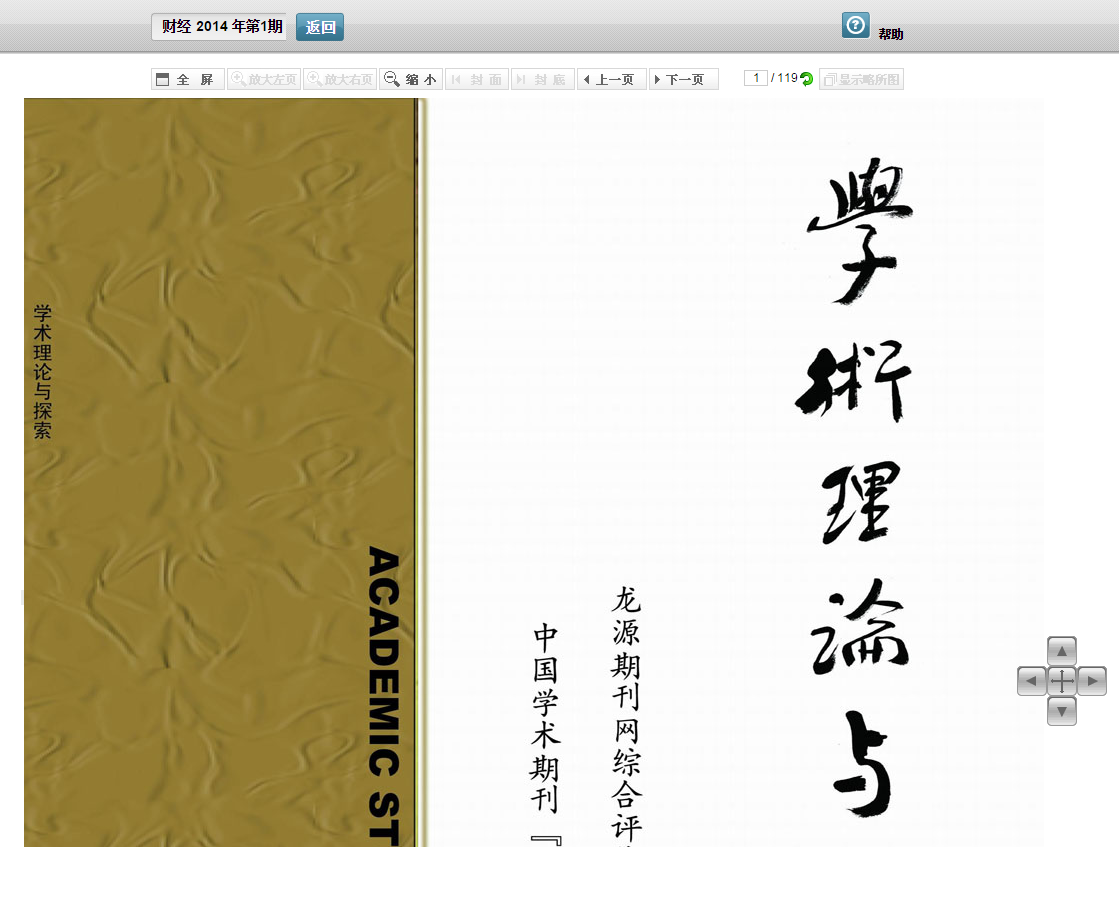 财经 2014 年第1期
返回
帮助
全 屏
放大左页
放大右页
缩 小
封 面
封 底
上一页
下一页
1 / 119
显示略所图
学术理论与探索
ACADEMIC ST
學術理論与
龙源期刊网综合评
中国学术期刊『